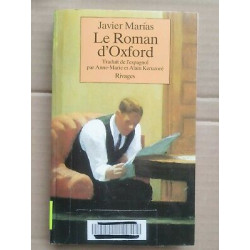 Javier Marías
Le Roman
d'Oxford
Traduit de l'espagnol
par Anne-Marie et Alain Keruzoré
Rivages